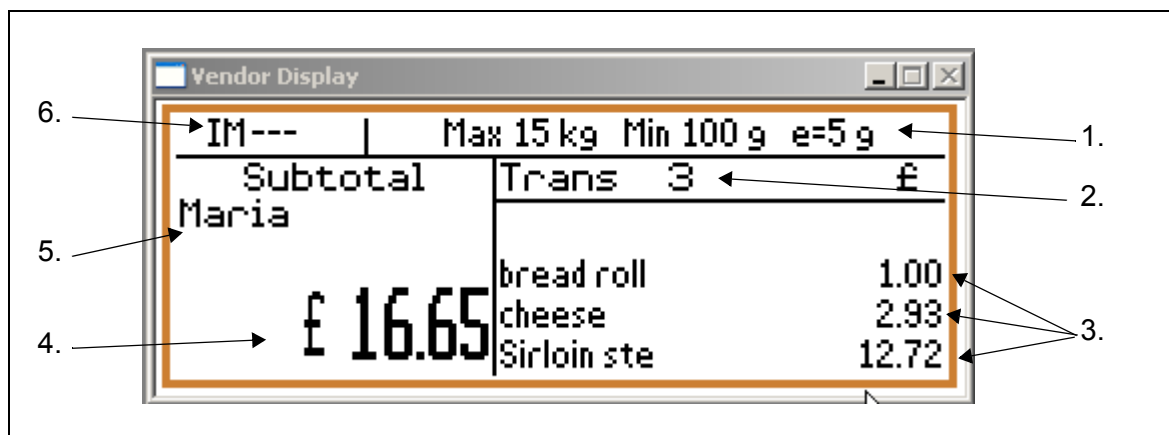 Vendor Display
6.
IM--- Max 15 kg Min 100 g e=5 g
1.
Subtotal
Trans 3 £
2.
Maria
5.
bread roll 1.00
cheese 2.93
3.
£ 16.65
4.
Sirloin ste 12.72